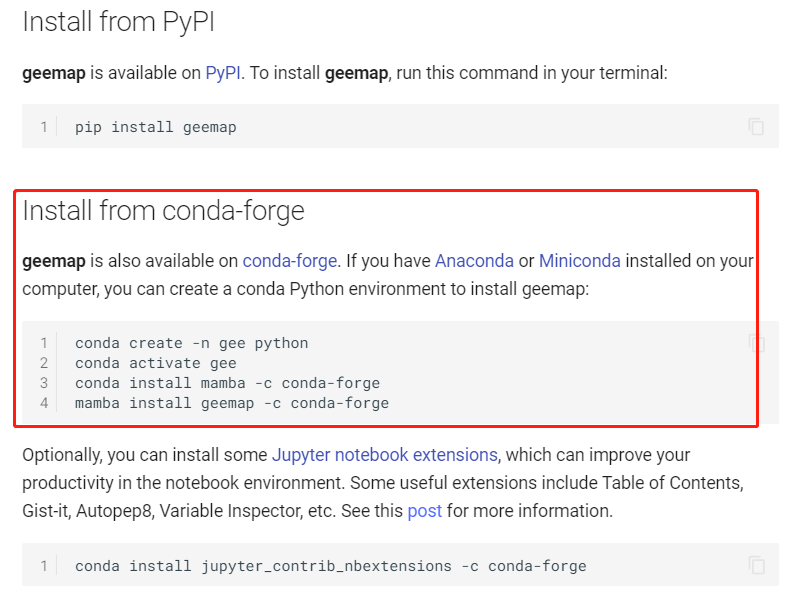 Install from PyPI
geemap is available on PyPI. To install geemap, run this command in your terminal:
1 pip install geemap
Install from conda-forge
geemap is also available on conda-forge. If you have Anaconda or Miniconda installed on your
computer, you can create a conda Python environment to install geemap:
1 conda create -n gee python
2 conda activate gee
3 conda install mamba -c conda-forge
4 mamba install geemap -c conda-forge
Optionally, you can install some Jupyter notebook extensions, which can improve your
productivity in the notebook environment. Some useful extensions include Table of Contents,
Gist-it, Autopep8, Variable Inspector, etc. See this post for more information.
1 conda install jupyter_contrib_nbextensions -c conda-forge